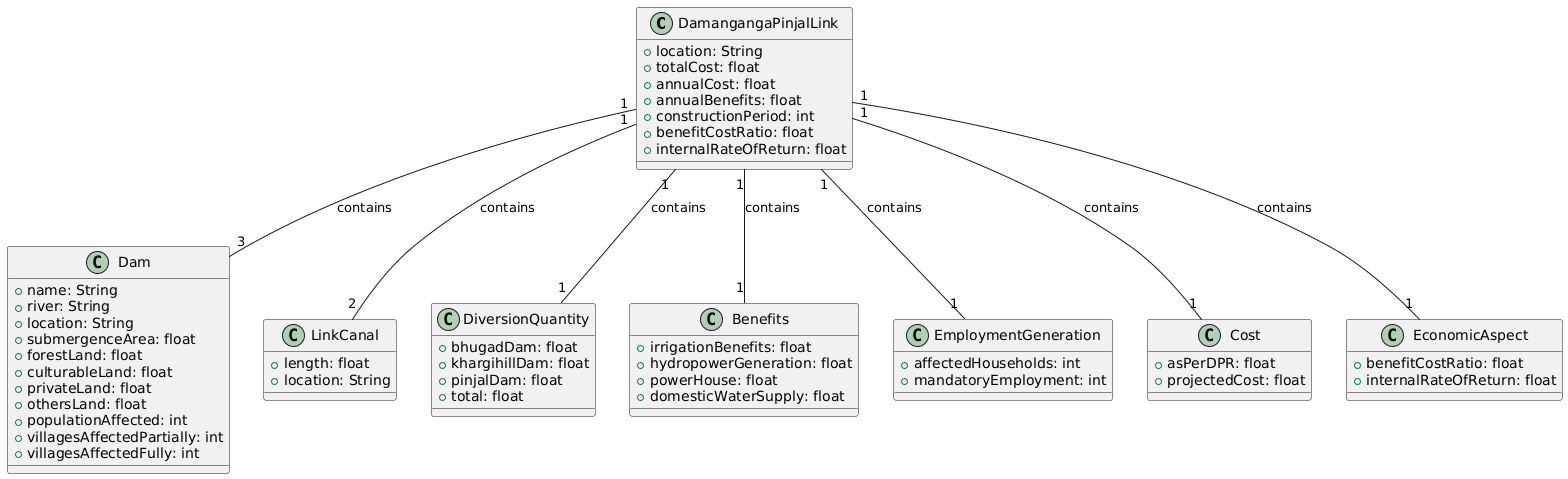 C DamangangaPinjalLink
location: String
totalCost: float
annualCost: float
annualBenefits: float
constructionPeriod: int
benefitCostRatio: float
internalRateOfReturn: float
1
1
1
1
1
1
1
contains
contains
contains
contains
contains
contains
contains
3
2
1
1
1
1
1
C Dam
name: String
river: String
location: String
submergenceArea: float
forestLand: float
culturableLand: float
privateLand: float
othersLand: float
populationAffected: int
villagesAffectedPartially: int
villagesAffectedFully: int
C LinkCanal
length: float
location: String
C DiversionQuantity
bhugadDam: float
khargihillDam: float
pinjalDam: float
total: float
C Benefits
irrigationBenefits: float
hydropowerGeneration: float
powerHouse: float
domesticWaterSupply: float
C EmploymentGeneration
affectedHouseholds: int
mandatoryEmployment: int
C Cost
asPerDPR: float
projectedCost: float
C EconomicAspect
benefitCostRatio: float
internalRateOfReturn: float